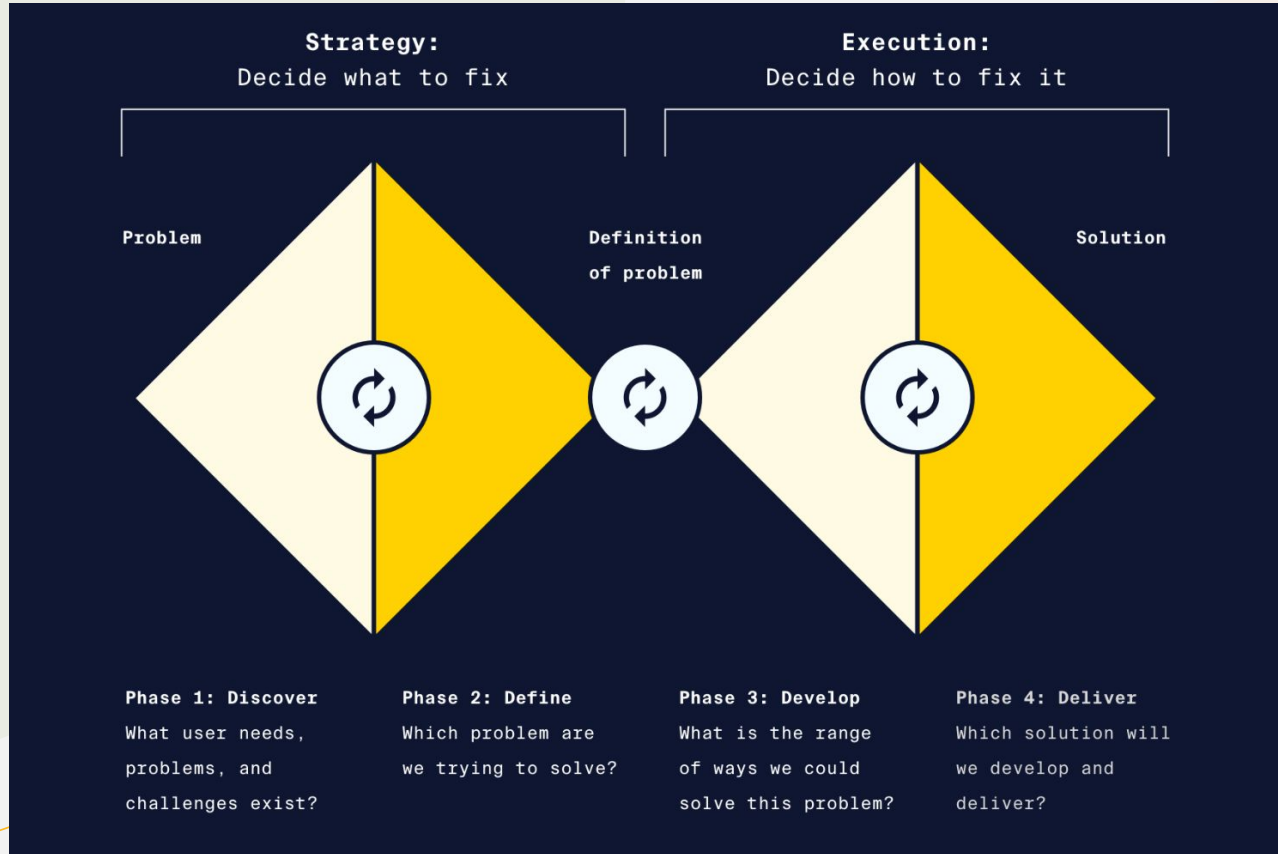 Strategy:
Decide what to fix
Execution:
Decide how to fix it
Problem
Definition
of problem
Solution
Phase 1: Discover
What user needs,
problems, and
challenges exist?
Phase 2: Define
Which problem are
we trying to solve?
Phase 3: Develop
What is the range
of ways we could
solve this problem?
Phase 4: Deliver
Which solution will
we develop and
deliver?